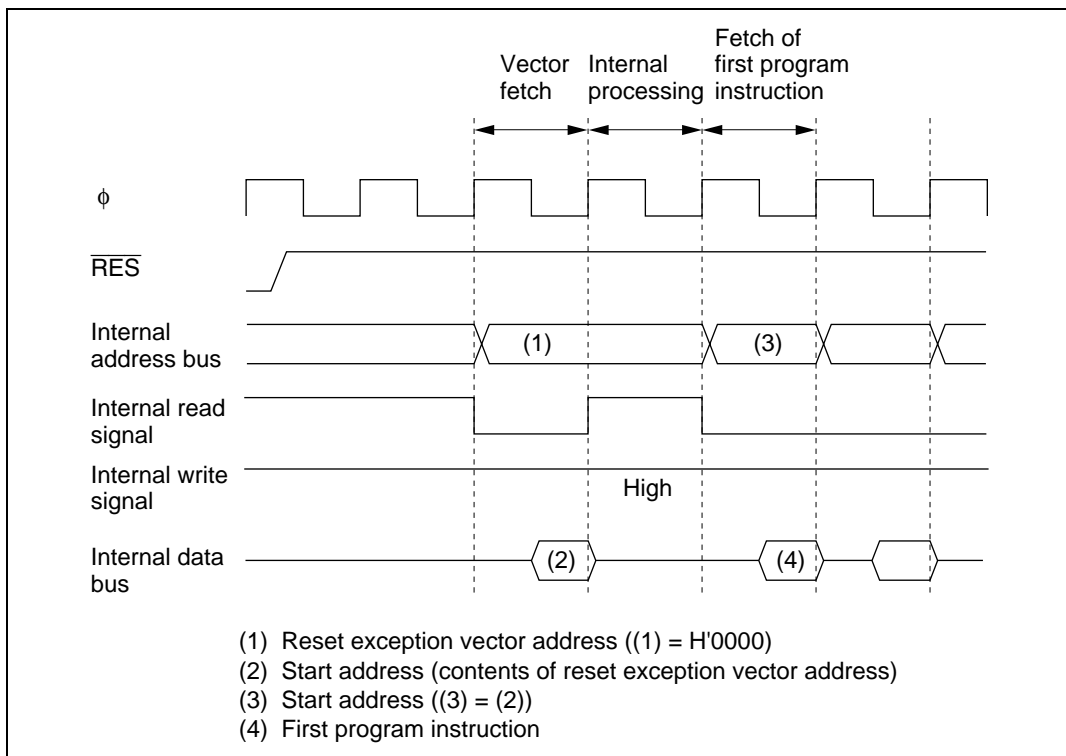 Vector
fetch
Internal
processing
Fetch of
first program
instruction
ϕ
RES
Internal
address bus
(1)
(3)
Internal read
signal
Internal write
signal
High
Internal data
bus
(2)
(4)
(1) Reset exception vector address ((1) = H'0000)
(2) Start address (contents of reset exception vector address)
(3) Start address ((3) = (2))
(4) First program instruction